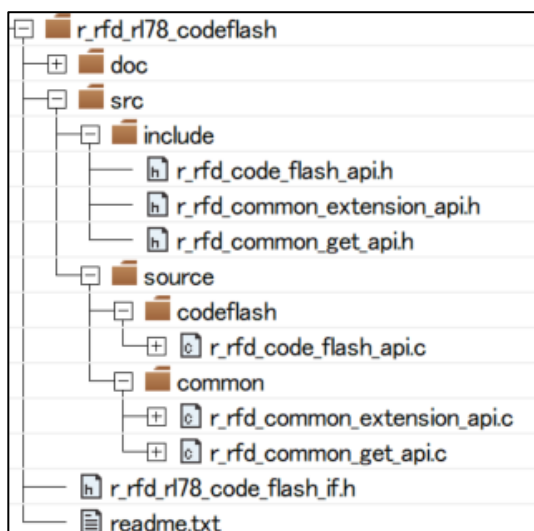 r_rfd_rl78_codeflash
doc
src
include
r_rfd_code_flash_api.h
r_rfd_common_extension_api.h
r_rfd_common_get_api.h
source
codeflash
r_rfd_code_flash_api.c
common
r_rfd_common_extension_api.c
r_rfd_common_get_api.c
r_rfd_rl78_code_flash_if.h
readme.txt